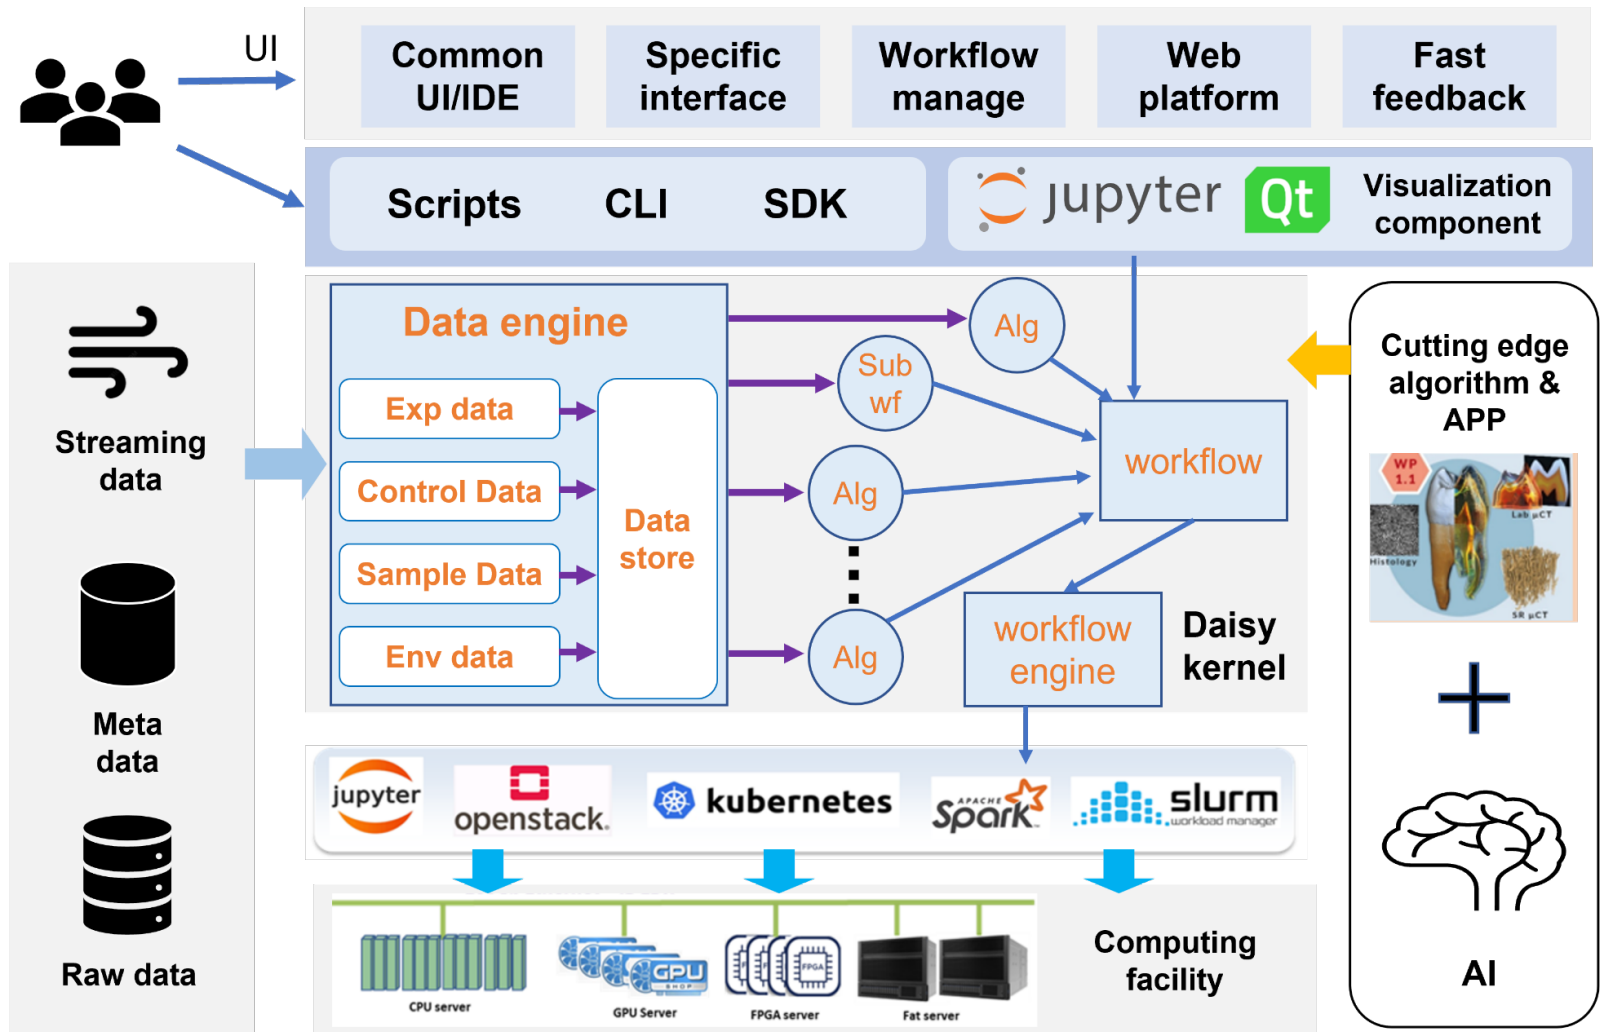 UI
Common
UI/IDE
Specific
interface
Workflow
manage
Web
platform
Fast
feedback
Scripts
CLI
SDK
jupyter
Qt
Visualization
component
Streaming
data
Meta
data
Raw data
Data engine
Exp data
Control Data
Sample Data
Env data
Data
store
Alg
Sub
wf
Alg
Alg
workflow
workflow
engine
Daisy
kernel
Cutting edge
algorithm &
APP
WP
1.1
Lab µCT
Histology
SR µCT
AI
jupyter
openstack.
kubernetes
APACHE
Spark™
slurm
workload manager
CPU server
GPU
SHOP
GPU Server
FPGA
FPGA server
Fat server
Computing
facility